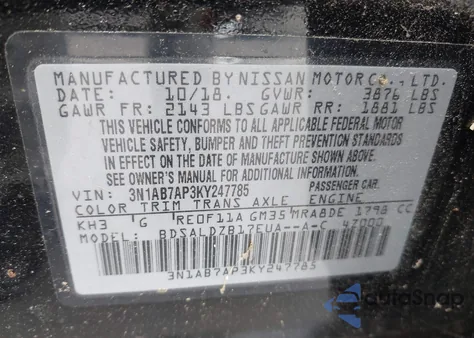 MANUFACTURED BY NISSAN MOTOR CO., LTD.
DATE: 10/18. GVWR: 3876 LBS
GAWR FR: 2143 LBS GAWR RR: 1881 LBS
THIS VEHICLE CONFORMS TO ALL APPLICABLE FEDERAL MOTOR
VEHICLE SAFETY, BUMPER AND THEFT PREVENTION STANDARDS
IN EFFECT ON THE DATE OF MANUFACTURE SHOWN ABOVE.
SEE OWNER'S MANUAL FOR ADDITIONAL INFORMATION.
VIN: 3N1AB7AP3KY247785 PASSENGER CAR
COLOR TRIM TRANS AXLE ENGINE
KH3 G RE0F11A GM35 MRA8DE 1798 CC
MODEL: BDSALDZB17EUA--A-C 4Z000
3N1AB7AP3KY247785
AutoSnap